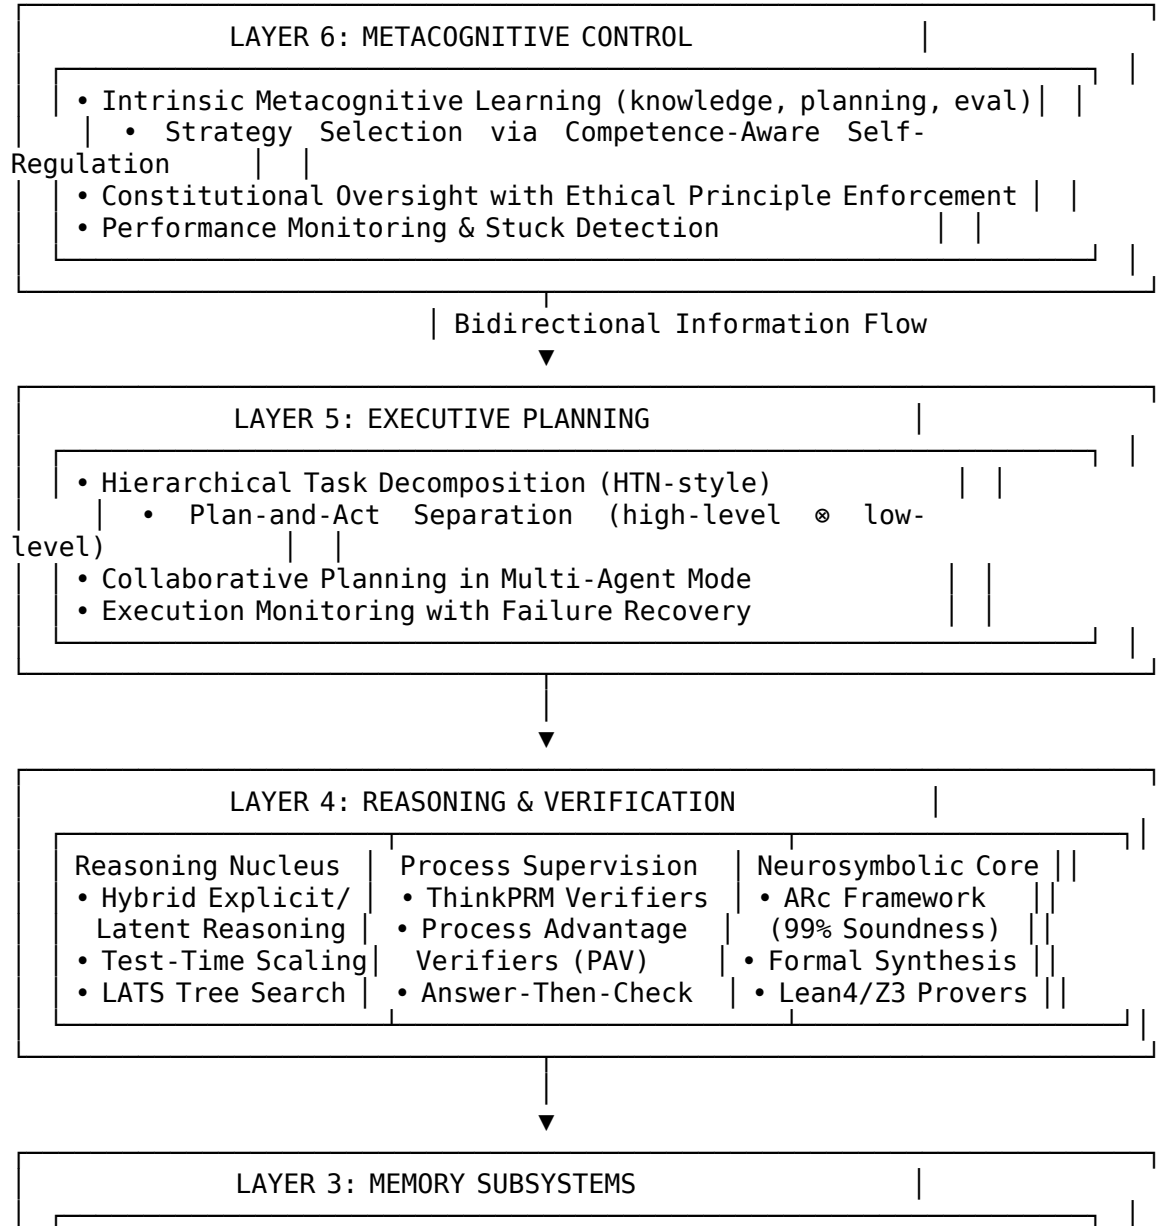 LAYER 6: METACOGNITIVE CONTROL
• Intrinsic Metacognitive Learning (knowledge, planning, eval)
• Strategy Selection via Competence-Aware Self-
Regulation
• Constitutional Oversight with Ethical Principle Enforcement
• Performance Monitoring & Stuck Detection
Bidirectional Information Flow
▼
LAYER 5: EXECUTIVE PLANNING
• Hierarchical Task Decomposition (HTN-style)
• Plan-and-Act Separation (high-level ⊗ low-
level)
• Collaborative Planning in Multi-Agent Mode
• Execution Monitoring with Failure Recovery
▼
LAYER 4: REASONING & VERIFICATION
Reasoning Nucleus │ Process Supervision │ Neurosymbolic Core
• Hybrid Explicit/ │ • ThinkPRM Verifiers │ • ARc Framework
Latent Reasoning │ • Process Advantage │ (99% Soundness)
• Test-Time Scaling│ Verifiers (PAV) │ • Formal Synthesis
• LATS Tree Search │ • Answer-Then-Check │ • Lean4/Z3 Provers
▼
LAYER 3: MEMORY SUBSYSTEMS